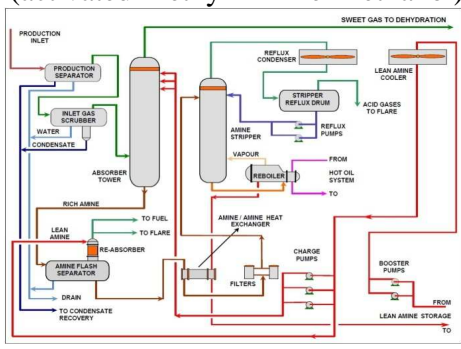 SWEET GAS TO DEHYDRATION
PRODUCTION
INLET
REFLUX
CONDENSER
LEAN AMINE
COOLER
PRODUCTION
SEPARATOR
INLET GAS
SCRUBBER
STRIPPER
REFLUX DRUM
ACID GASES
TO FLARE
WATER
CONDENSATE
AMINE
STRIPPER
REFLUX
PUMPS
ABSORBER
TOWER
VAPOUR
FROM
REBOILER
HOT OIL
SYSTEM
TO
RICH AMINE
LEAN
AMINE
TO FUEL
TO FLARE
RE-ABSORBER
AMINE / AMINE HEAT
EXCHANGER
AMINE FLASH
SEPARATOR
FILTERS
CHARGE
PUMPS
BOOSTER
PUMPS
DRAIN
TO CONDENSATE
RECOVERY
FROM
LEAN AMINE STORAGE
TO